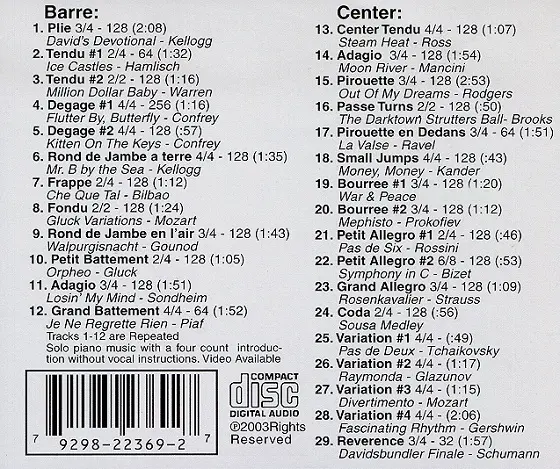 Barre:
1. Plie 3/4 - 128 (2:08)
David's Devotional - Kellogg
2. Tendu #1 2/4 - 64 (1:32)
Ice Castles - Hamlisch
3. Tendu #2 2/2 - 128 (1:16)
Million Dollar Baby - Warren
4. Degage #1 4/4 - 256 (1:16)
Flutter By, Butterfly - Confrey
5. Degage #2 4/4 - 128 (:57)
Kitten On The Keys - Confrey
6. Rond de Jambe a terre 4/4 - 128 (1:35)
Mr. B by the Sea - Kellogg
7. Frappe 2/4 - 128 (1:12)
Che Que Tal - Bilbao
8. Fondu 2/2 - 128 (1:24)
Gluck Variations - Mozart
9. Rond de Jambe en l'air 3/4 - 128 (1:43)
Walpurgisnacht - Gounod
10. Petit Battement 2/4 - 128 (1:05)
Orpheo - Gluck
11. Adagio 3/4 - 128 (1:51)
Losin' My Mind - Sondheim
12. Grand Battement 4/4 - 64 (1:52)
Je Ne Regrette Rien - Piaf
Tracks 1-12 are Repeated
Solo piano music with a four count introduc-
tion without vocal instructions. Video Available
7 9298-22369-2 7
COMPACT
disc
DIGITAL AUDIO
℗2003Rights
Reserved
Center:
13. Center Tendu 4/4 - 128 (1:07)
Steam Heat - Ross
14. Adagio 3/4 - 128 (1:54)
Moon River - Mancini
15. Pirouette 3/4 - 128 (2:53)
Out Of My Dreams - Rodgers
16. Passe Turns 2/2 - 128 (:50)
The Darktown Strutters Ball- Brooks
17. Pirouette en Dedans 3/4 - 64 (1:51)
La Valse - Ravel
18. Small Jumps 4/4 - 128 (:43)
Money, Money - Kander
19. Bourree #1 3/4 - 128 (1:20)
War & Peace
20. Bourree #2 3/4 - 128 (1:12)
Mephisto - Prokofiev
21. Petit Allegro #1 2/4 - 128 (:46)
Pas de Six - Rossini
22. Petit Allegro #2 6/8 - 128 (:53)
Symphony in C - Bizet
23. Grand Allegro 3/4 - 128 (1:09)
Rosenkavalier - Strauss
24. Coda 2/4 - 128 (:56)
Sousa Medley
25. Variation #1 4/4 - (:49)
Pas de Deux - Tchaikovsky
26. Variation #2 4/4 - (1:17)
Raymonda - Glazunov
27. Variation #3 4/4 - (1:15)
Divertimento - Mozart
28. Variation #4 4/4 - (2:06)
Fascinating Rhythm - Gershwin
29. Reverence 3/4 - 32 (1:57)
Davidsbundler Finale - Schumann